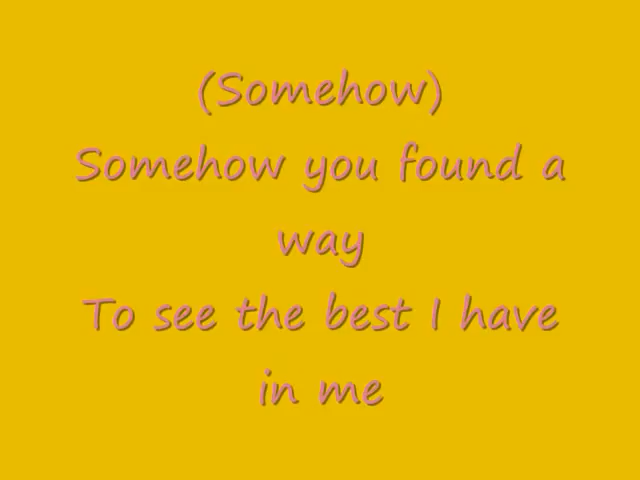 (Somehow)
Somehow you found a
way
To see the best I have
in me